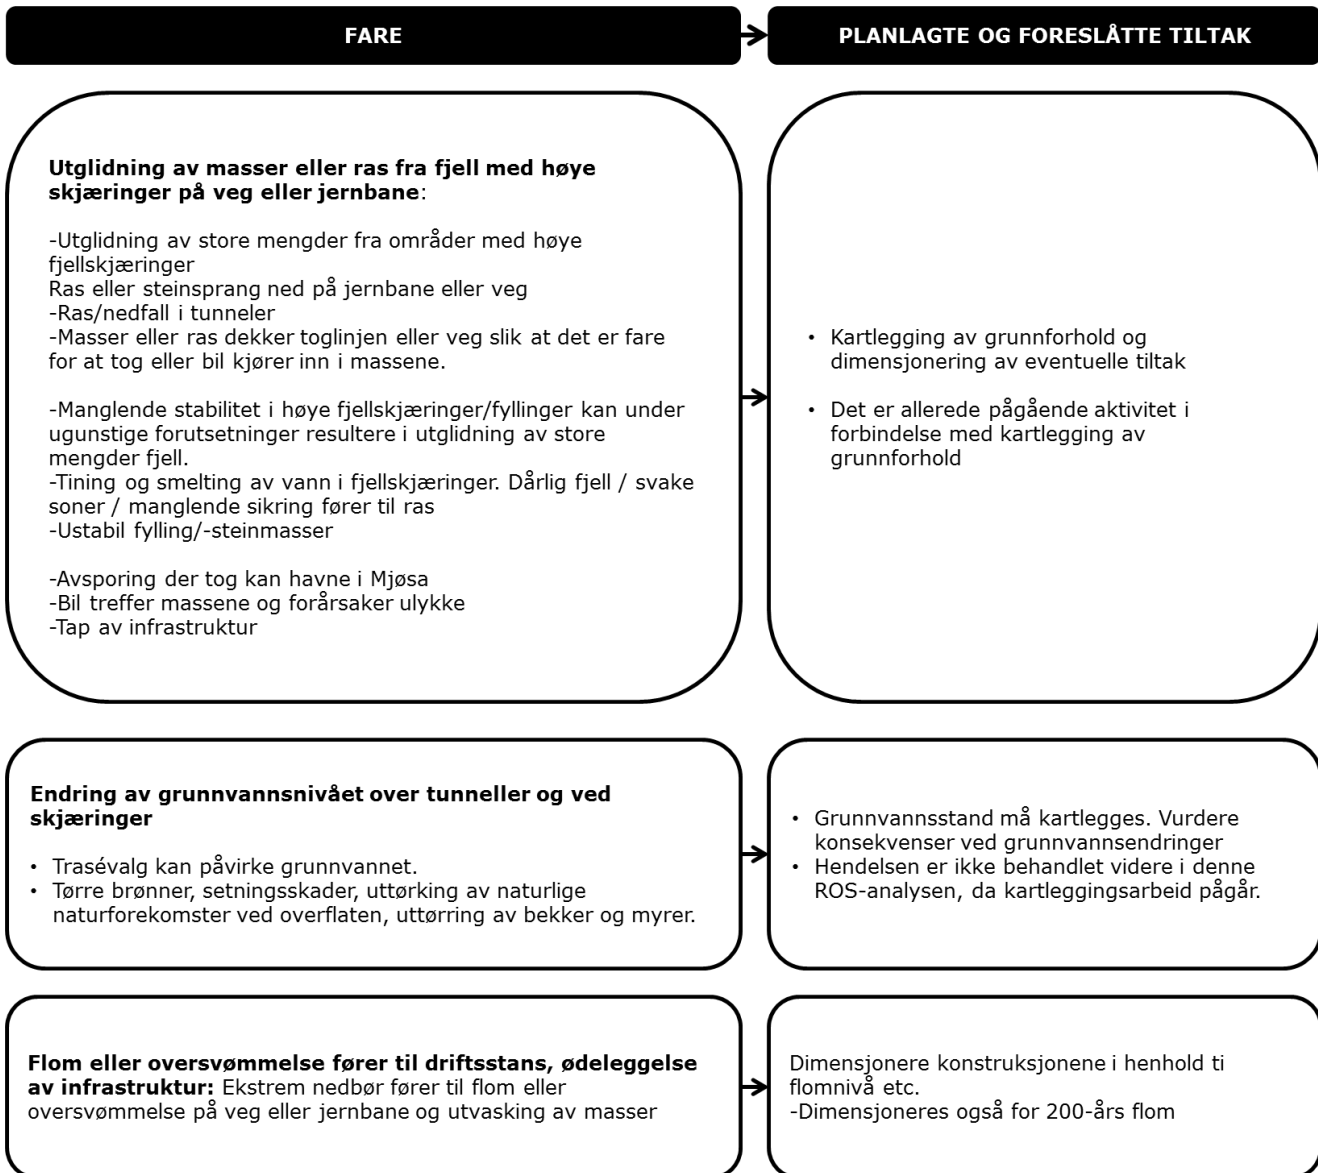 FARE
PLANLAGTE OG FORESLÅTTE TILTAK
Utglidning av masser eller ras fra fjell med høye
skjæringer på veg eller jernbane:
-Utglidning av store mengder fra områder med høye
fjellskjæringer
Ras eller steinsprang ned på jernbane eller veg
-Ras/nedfall i tunneler
-Masser eller ras dekker toglinjen eller veg slik at det er fare
for at tog eller bil kjører inn i massene.
-Manglende stabilitet i høye fjellskjæringer/fyllinger kan under
ugunstige forutsetninger resultere i utglidning av store
mengder fjell.
-Tining og smelting av vann i fjellskjæringer. Dårlig fjell / svake
soner / manglende sikring fører til ras
-Ustabil fylling/-steinmasser
-Avsporing der tog kan havne i Mjøsa
-Bil treffer massene og forårsaker ulykke
-Tap av infrastruktur
• Kartlegging av grunnforhold og
dimensjonering av eventuelle tiltak
• Det er allerede pågående aktivitet i
forbindelse med kartlegging av
grunnforhold
Endring av grunnvannsnivået over tunneller og ved
skjæringer
• Trasévalg kan påvirke grunnvannet.
• Tørre brønner, setningsskader, uttørking av naturlige
naturforekomster ved overflaten, uttørring av bekker og myrer.
• Grunnvannsstand må kartlegges. Vurdere
konsekvenser ved grunnvannsendringer
• Hendelsen er ikke behandlet videre i denne
ROS-analysen, da kartleggingsarbeid pågår.
Flom eller oversvømmelse fører til driftsstans, ødeleggelse
av infrastruktur: Ekstrem nedbør fører til flom eller
oversvømmelse på veg eller jernbane og utvasking av masser
Dimensjonere konstruksjonene i henhold ti
flomnivå etc.
-Dimensjoneres også for 200-års flom